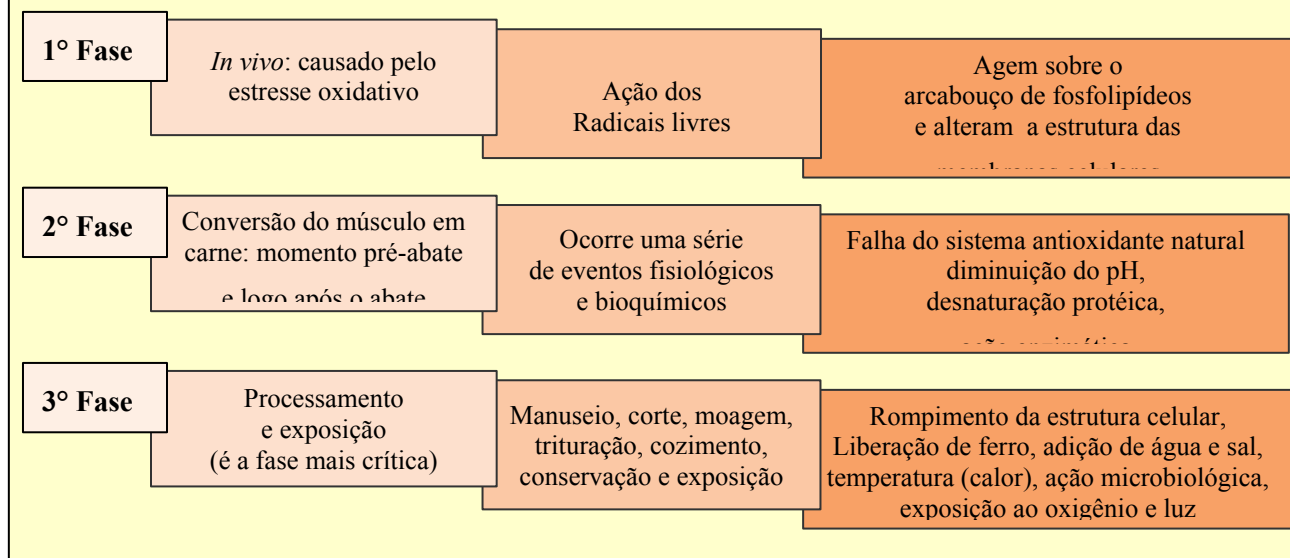 1° Fase
In vivo: causado pelo
estresse oxidativo
Ação dos
Radicais livres
Agem sobre o
arcabouço de fosfolipídeos
e alteram a estrutura das
2° Fase
Conversão do músculo em
carne: momento pré-abate
e logo após o abate
Ocorre uma série
de eventos fisiológicos
e bioquímicos
Falha do sistema antioxidante natural
diminuição do pH,
desnaturação protéica,
3° Fase
Processamento
e exposição
(é a fase mais crítica)
Manuseio, corte, moagem,
trituração, cozimento,
conservação e exposição
Rompimento da estrutura celular,
Liberação de ferro, adição de água e sal,
temperatura (calor), ação microbiológica,
exposição ao oxigênio e luz